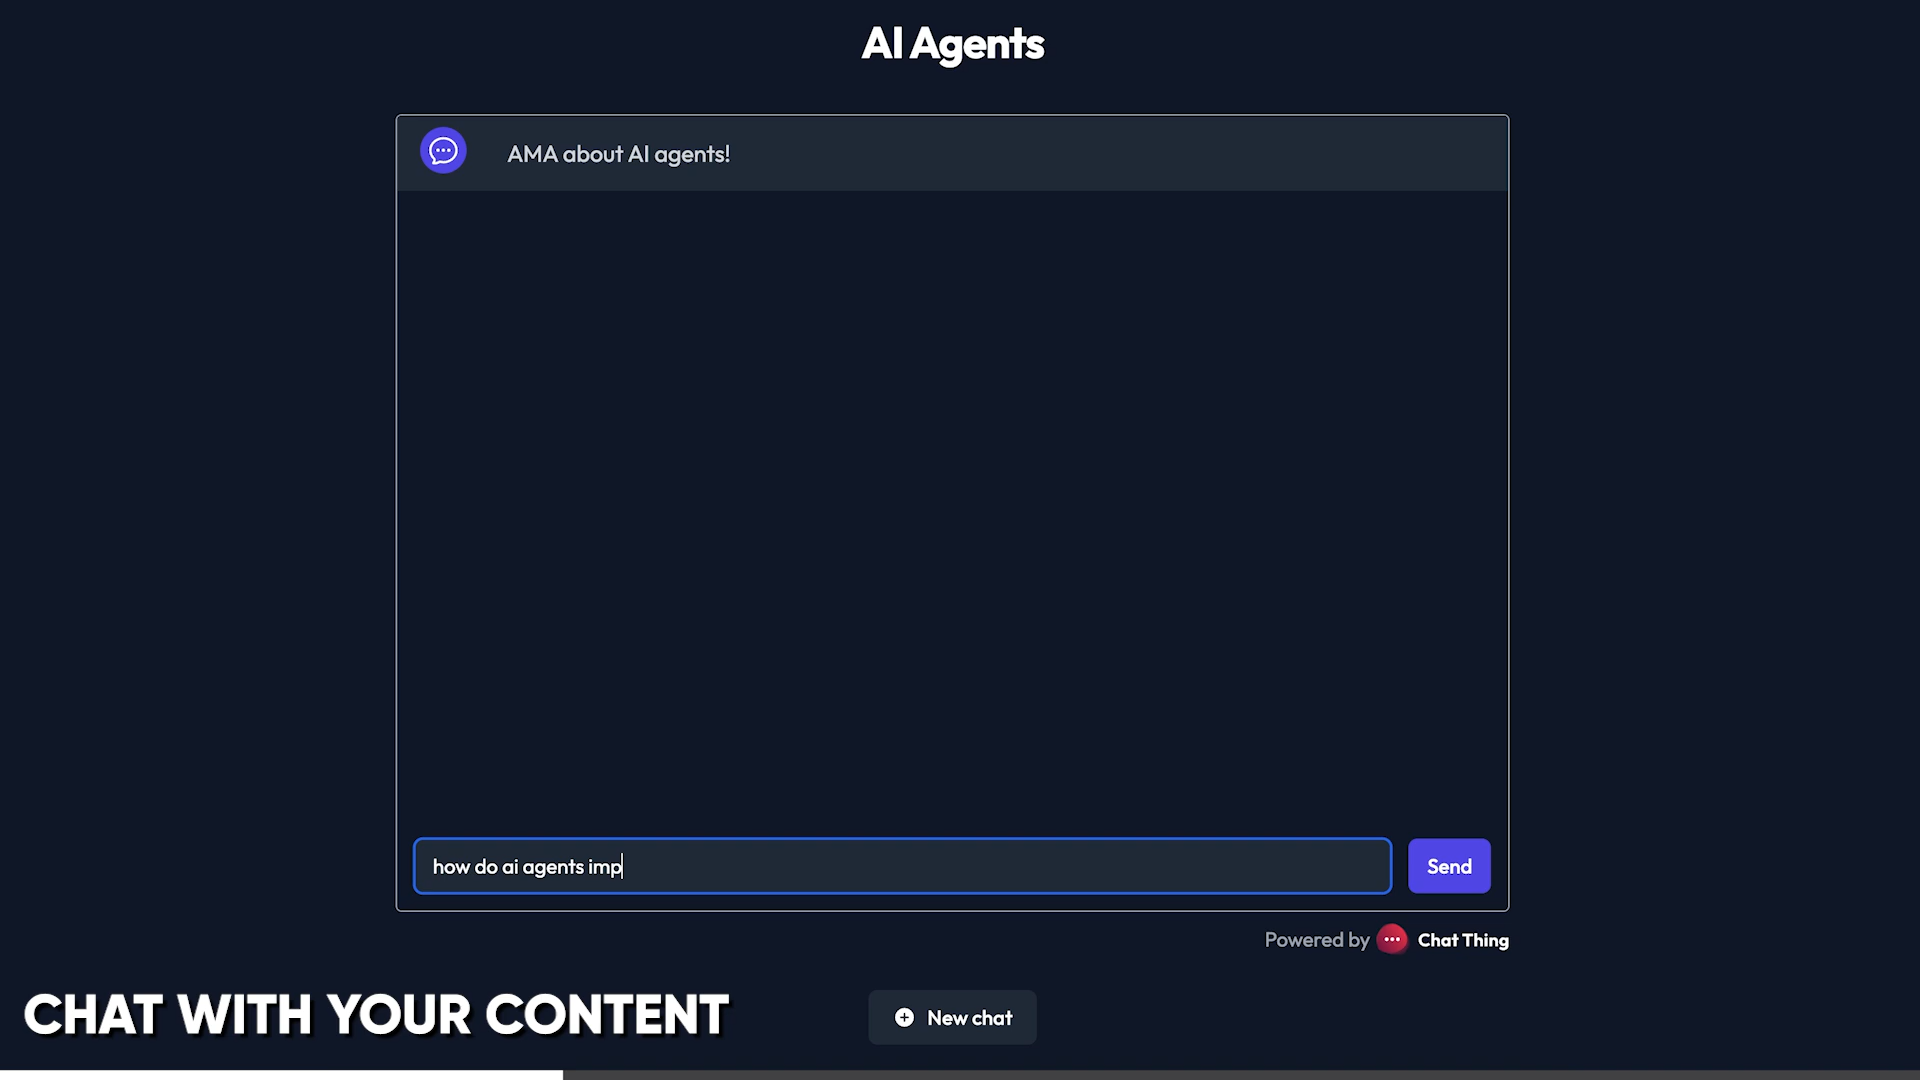 AI Agents
AMA about AI agents!
how do ai agents imp
Send
Powered by Chat Thing
CHAT WITH YOUR CONTENT
New chat